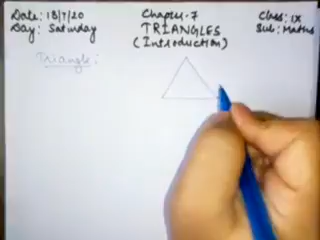 Date: 18/7/20 Chapter-7 Class: IX
Day: Saturday TRIANGLES Sub: Maths
(Introduction)
Triangle: